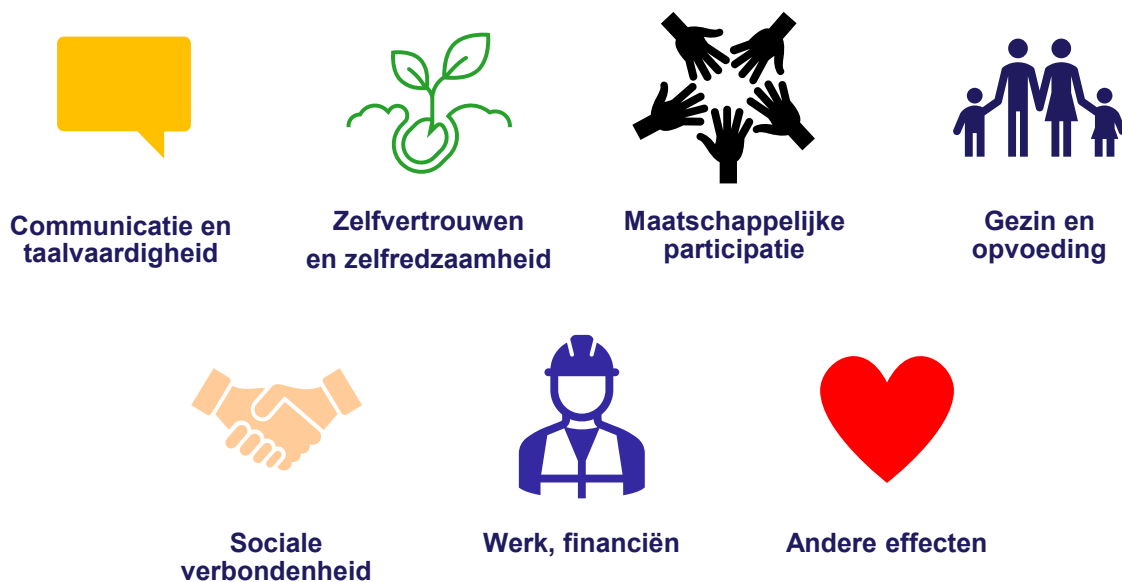 Communicatie en
taalvaardigheid
Zelfvertrouwen
en zelfredzaamheid
Maatschappelijke
participatie
Gezin en
opvoeding
Sociale
verbondenheid
Werk, financiën
Andere effecten